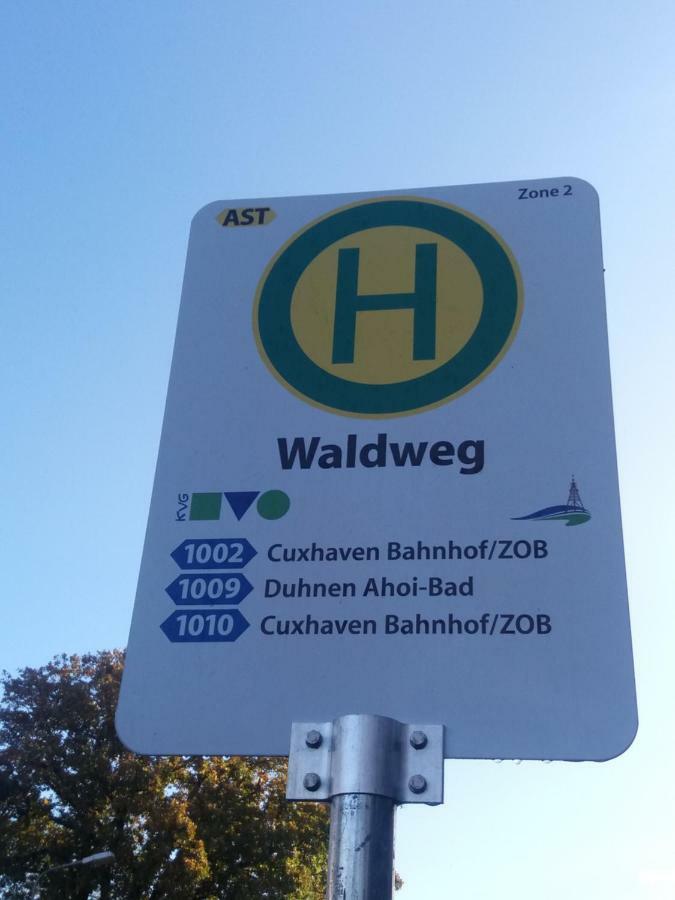 AST
Zone 2
H
Waldweg
KVG
1002 Cuxhaven Bahnhof/ZOB
1009 Duhnen Ahoi-Bad
1010 Cuxhaven Bahnhof/ZOB